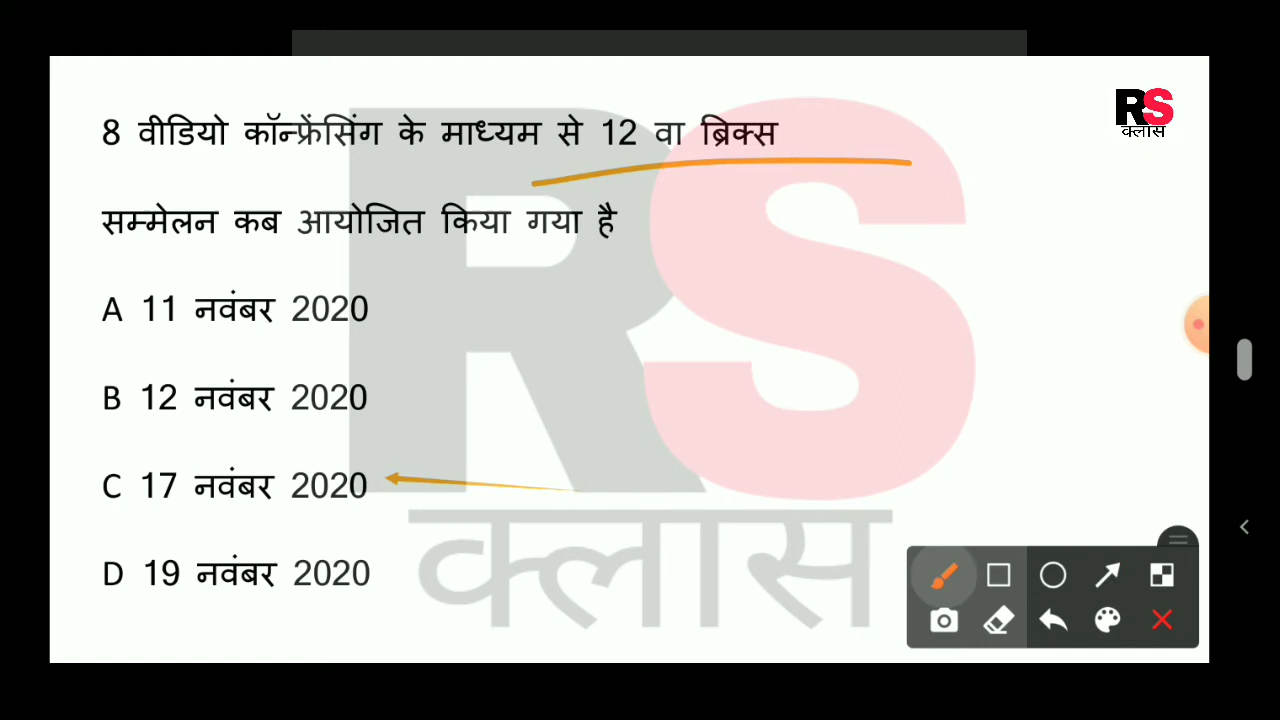 RS
क्लास
8 वीडियो कॉन्फ्रेंसिंग के माध्यम से 12 वा ब्रिक्स
सम्मेलन कब आयोजित किया गया है
A 11 नवंबर 2020
B 12 नवंबर 2020
C 17 नवंबर 2020
D 19 नवंबर 2020
RS
क्लास